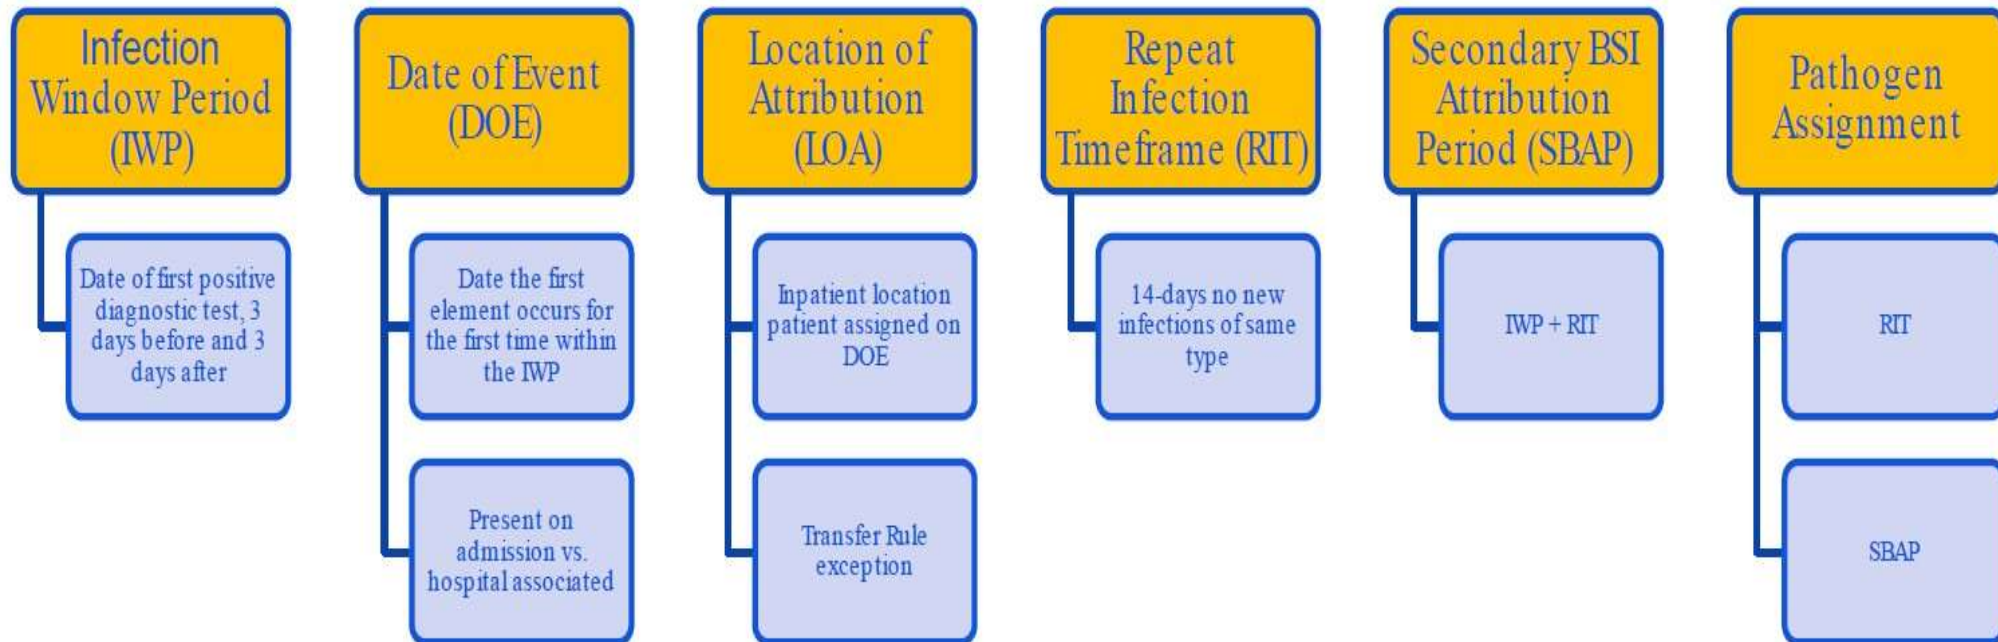 Infection
Window Period
(IWP)
Date of first positive
diagnostic test, 3
days before and 3
days after
Date of Event
(DOE)
Date the first
element occurs for
the first time within
the IWP
Present on
admission vs.
hospital associated
Location of
Attribution
(LOA)
Inpatient location
patient assigned on
DOE
Transfer Rule
exception
Repeat
Infection
Timeframe (RIT)
14-days no new
infections of same
type
Secondary BSI
Attribution
Period (SBAP)
IWP + RIT
Pathogen
Assignment
RIT
SBAP